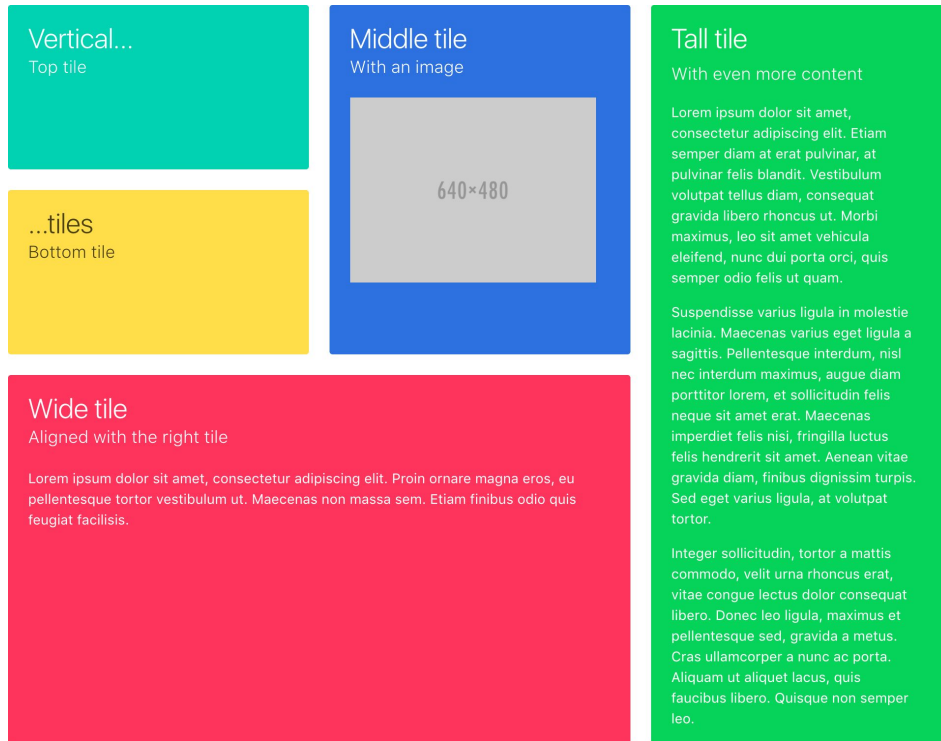 Vertical...
Top tile
...tiles
Bottom tile
Middle tile
With an image
640×480
Wide tile
Aligned with the right tile
Lorem ipsum dolor sit amet, consectetur adipiscing elit. Proin ornare magna eros, eu
pellentesque tortor vestibulum ut. Maecenas non massa sem. Etiam finibus odio quis
feugiat facilisis.
Tall tile
With even more content
Lorem ipsum dolor sit amet,
consectetur adipiscing elit. Etiam
semper diam at erat pulvinar, at
pulvinar felis blandit. Vestibulum
volutpat tellus diam, consequat
gravida libero rhoncus ut. Morbi
maximus, leo sit amet vehicula
eleifend, nunc dui porta orci, quis
semper odio felis ut quam.
Suspendisse varius ligula in molestie
lacinia. Maecenas varius eget ligula a
sagittis. Pellentesque interdum, nisl
nec interdum maximus, augue diam
porttitor lorem, et sollicitudin felis
neque sit amet erat. Maecenas
imperdiet felis nisi, fringilla luctus
felis hendrerit sit amet. Aenean vitae
gravida diam, finibus dignissim turpis.
Sed eget varius ligula, at volutpat
tortor.
Integer sollicitudin, tortor a mattis
commodo, velit urna rhoncus erat,
vitae congue lectus dolor consequat
libero. Donec leo ligula, maximus et
pellentesque sed, gravida a metus.
Cras ullamcorper a nunc ac porta.
Aliquam ut aliquet lacus, quis
faucibus libero. Quisque non semper
leo.